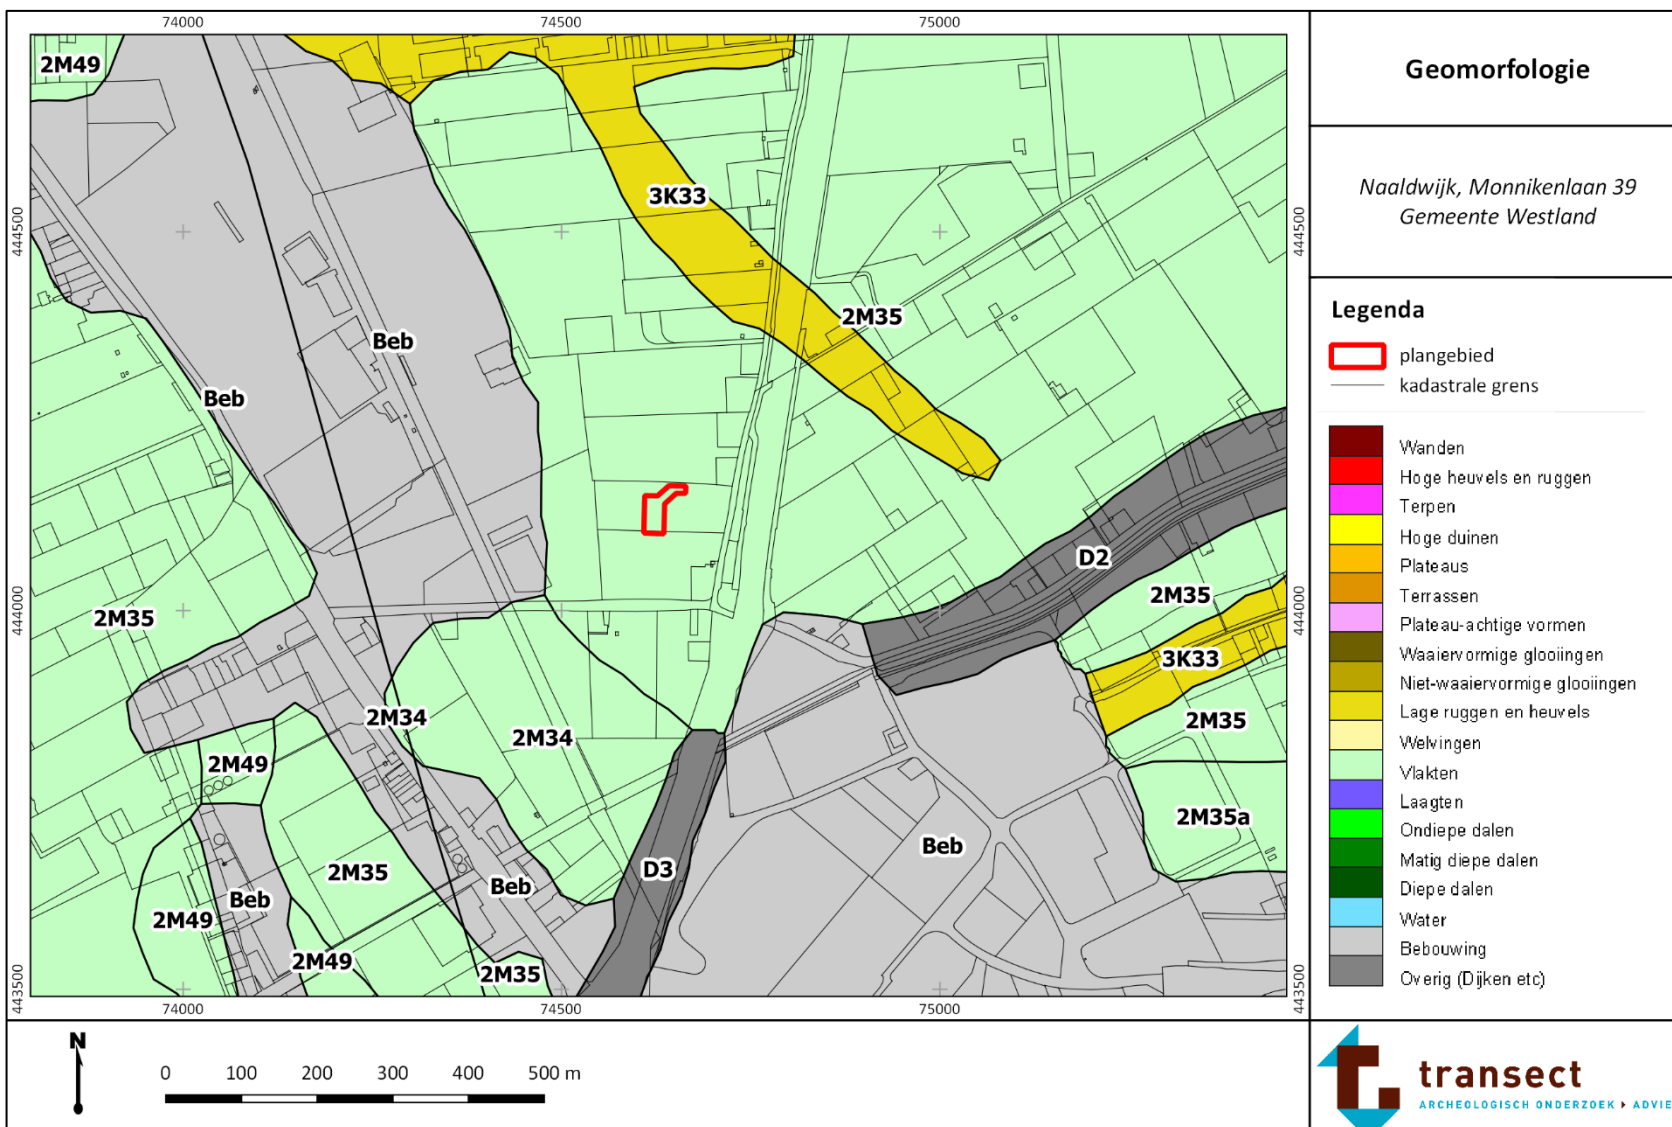 74000 74500 75000
Geomorfologie
Naaldwijk, Monnikenlaan 39
Gemeente Westland
2M49
3K33
444500 444500
2M35
Beb
Beb
D2
2M35
444000 444000
2M35
3K33
2M34
2M34
2M35
2M49
2M35a
Beb
D3
2M35
Beb
Beb
2M49
2M49
2M35
443500 443500
74000 74500 75000
Legenda
plangebied
kadastrale grens
Wanden
Hoge heuvels en ruggen
Terpen
Hoge duinen
Plateaus
Terrassen
Plateau-achtige vormen
Waaiervormige glooiingen
Niet-waaiervormige glooiingen
Lage ruggen en heuvels
Welvingen
Vlakten
Laagten
Ondiepe dalen
Matig diepe dalen
Diepe dalen
Water
Bebouwing
Overig (Dijken etc)
N
0 100 200 300 400 500 m
transect
ARCHEOLOGISCH ONDERZOEK ▸ ADVIE